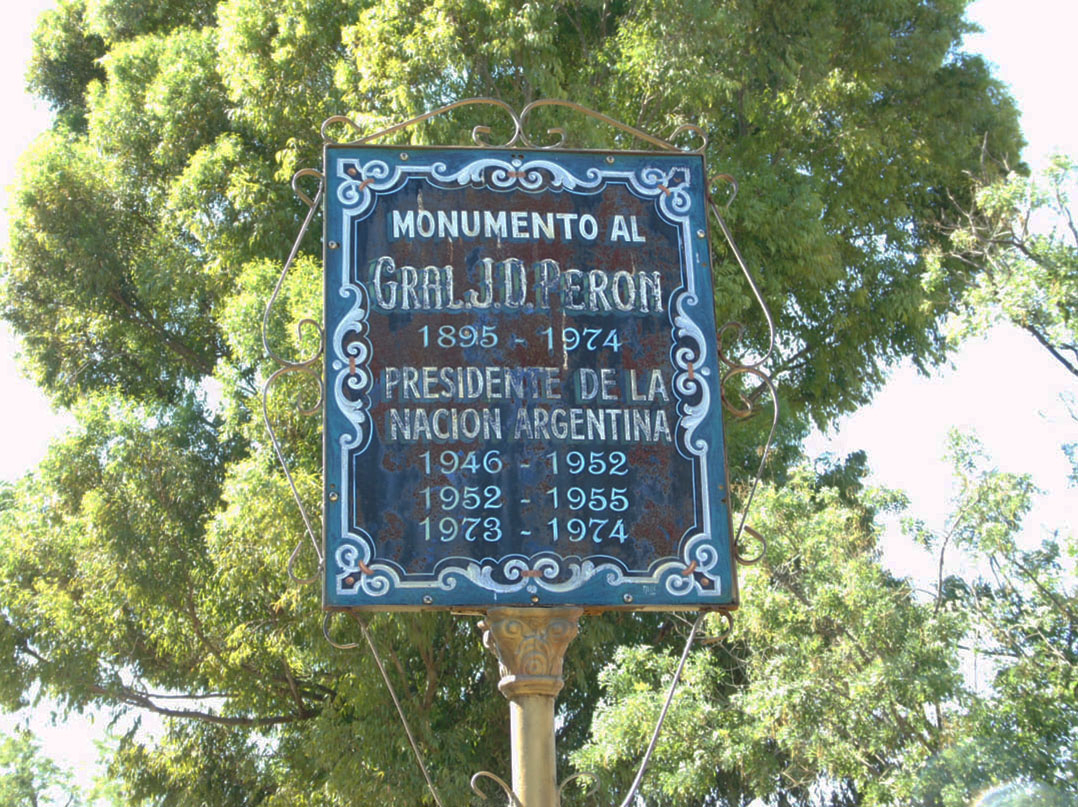 MONUMENTO AL
GRAL. J. D. PERON
1895 - 1974
PRESIDENTE DE LA
NACION ARGENTINA
1946 - 1952
1952 - 1955
1973 - 1974